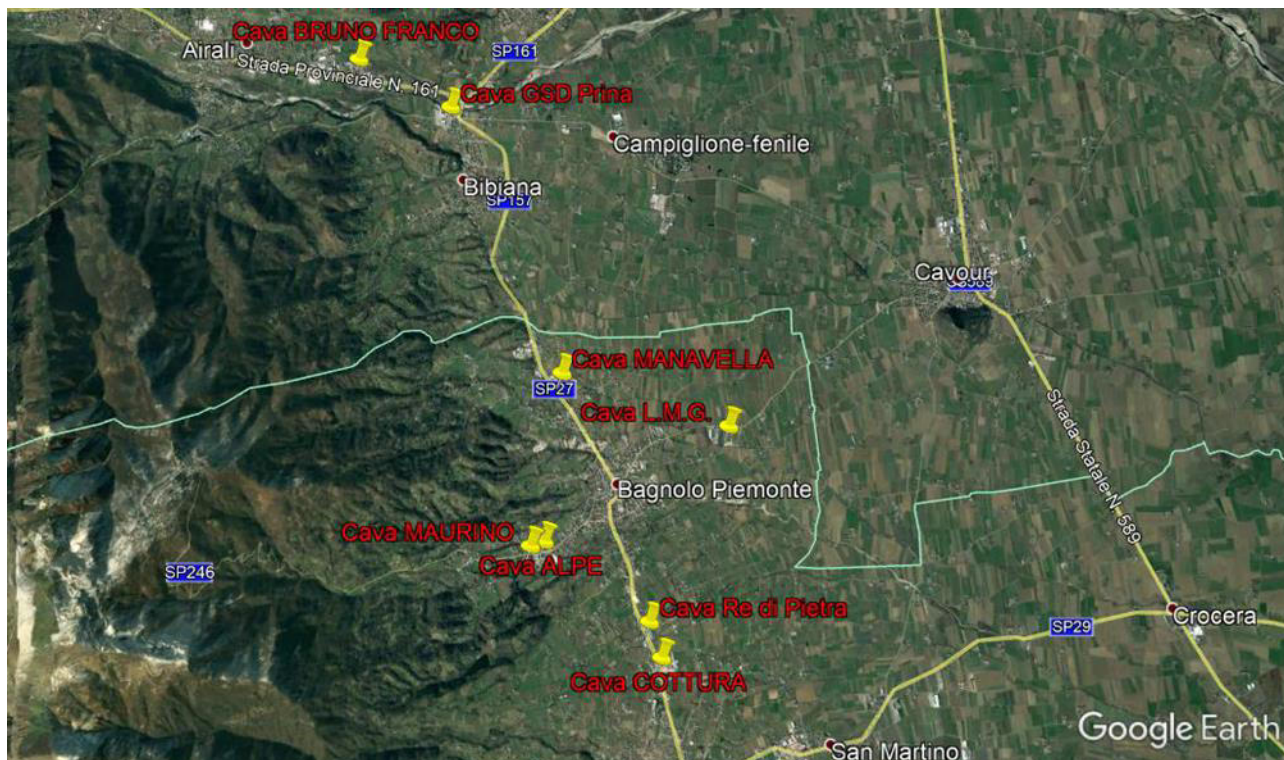 Cava BRUNO FRANCO
Airali
SP161
Strada Provinciale N. 161
Cava GSD Prina
Campiglione-fenile
Bibiana
SP157
Cavour
SS589
Cava MANAVELLA
SP27
Cava L.M.G.
Strada Statale N. 589
Bagnolo Piemonte
Cava MAURINO
Cava ALPE
SP246
Cava Re di Pietra
Crocera
SP29
Cava COTTURA
Google Earth
San Martino